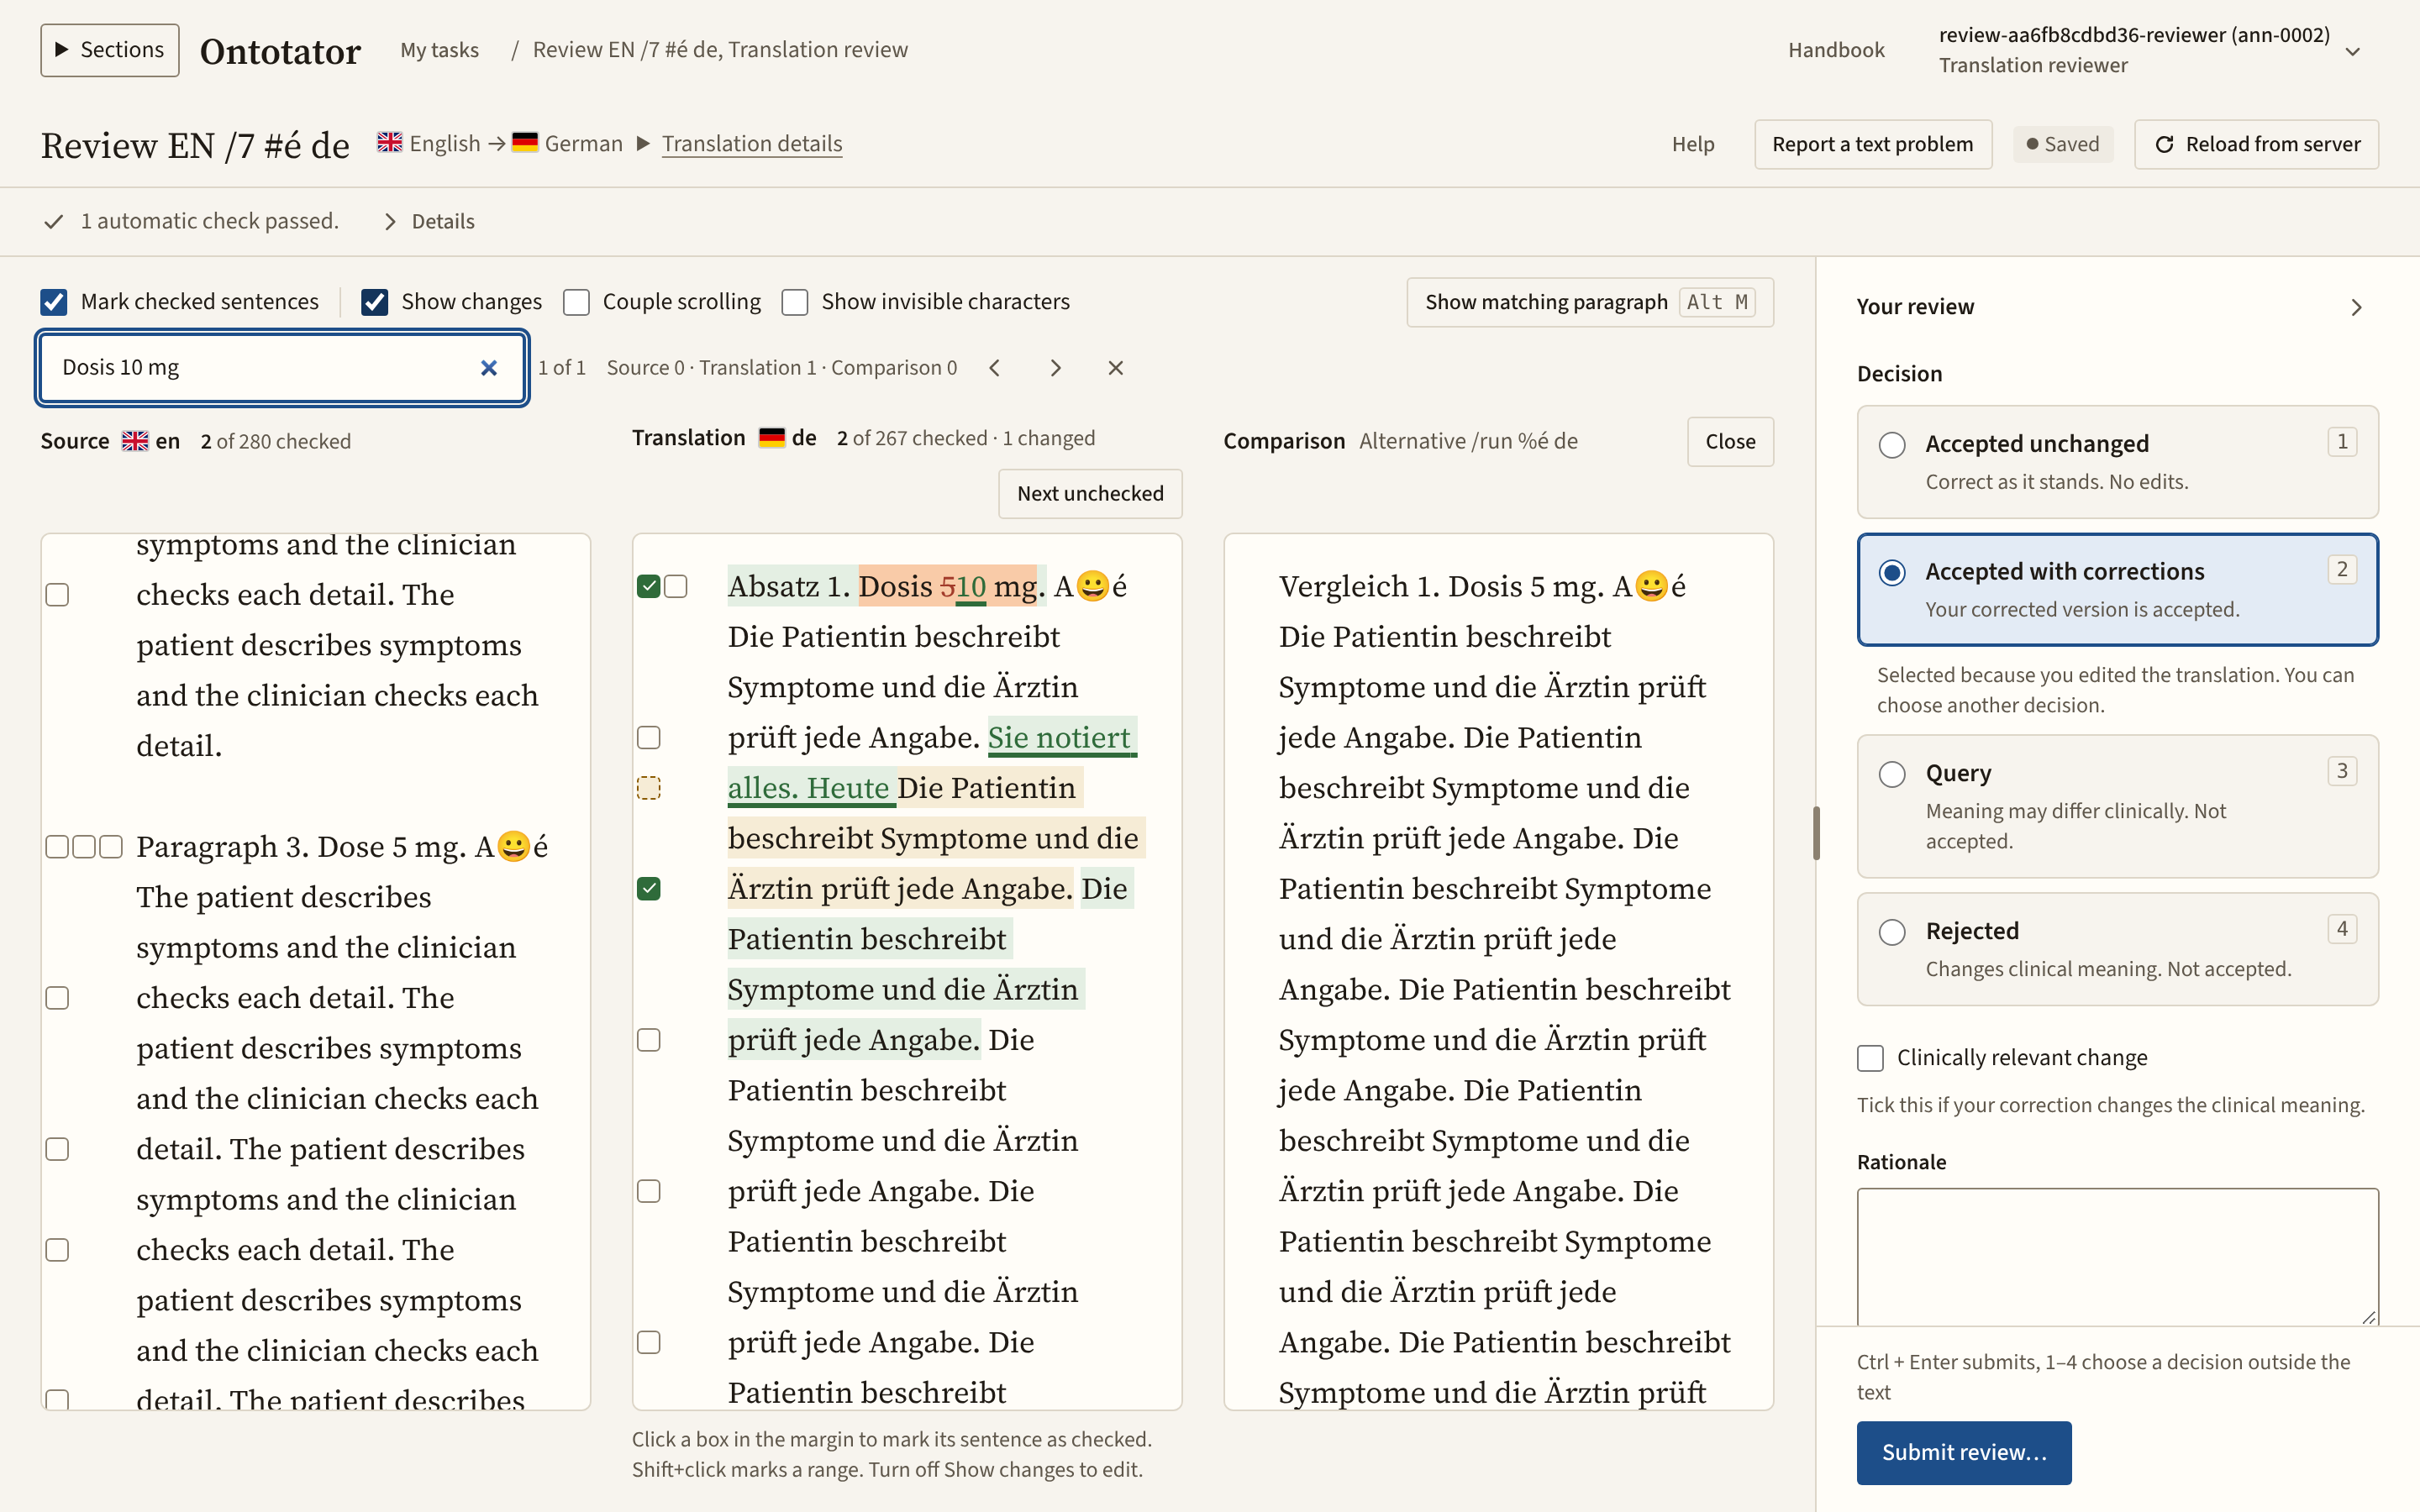 Sections
Ontotator
My tasks / Review EN /7 #é de, Translation review
Handbook
review-aa6fb8cdbd36-reviewer (ann-0002)
Translation reviewer
Review EN /7 #é de
English → German
Translation details
Help
Report a text problem
Saved
Reload from server
1 automatic check passed.
Details
Mark checked sentences
Show changes
Couple scrolling
Show invisible characters
Show matching paragraph Alt M
Dosis 10 mg
1 of 1
Source 0 · Translation 1 · Comparison 0
Source en 2 of 280 checked
symptoms and the clinician
checks each detail. The
patient describes symptoms
and the clinician checks each
detail.
Paragraph 3. Dose 5 mg. A😀é
The patient describes
symptoms and the clinician
checks each detail. The
patient describes symptoms
and the clinician checks each
detail. The patient describes
symptoms and the clinician
checks each detail. The
patient describes symptoms
and the clinician checks each
detail. The patient describes
Translation de 2 of 267 checked · 1 changed
Next unchecked
Absatz 1. Dosis 510 mg. A😀é
Die Patientin beschreibt
Symptome und die Ärztin
prüft jede Angabe. Sie notiert
alles. Heute Die Patientin
beschreibt Symptome und die
Ärztin prüft jede Angabe. Die
Patientin beschreibt
Symptome und die Ärztin
prüft jede Angabe. Die
Patientin beschreibt
Symptome und die Ärztin
prüft jede Angabe. Die
Patientin beschreibt
Symptome und die Ärztin
prüft jede Angabe. Die
Patientin beschreibt
Click a box in the margin to mark its sentence as checked.
Shift+click marks a range. Turn off Show changes to edit.
Comparison Alternative /run %é de
Close
Vergleich 1. Dosis 5 mg. A😀é
Die Patientin beschreibt
Symptome und die Ärztin prüft
jede Angabe. Die Patientin
beschreibt Symptome und die
Ärztin prüft jede Angabe. Die
Patientin beschreibt Symptome
und die Ärztin prüft jede
Angabe. Die Patientin beschreibt
Symptome und die Ärztin prüft
jede Angabe. Die Patientin
beschreibt Symptome und die
Ärztin prüft jede Angabe. Die
Patientin beschreibt Symptome
und die Ärztin prüft jede
Angabe. Die Patientin beschreibt
Symptome und die Ärztin prüft
Your review
Decision
Accepted unchanged 1
Correct as it stands. No edits.
Accepted with corrections 2
Your corrected version is accepted.
Selected because you edited the translation. You can
choose another decision.
Query 3
Meaning may differ clinically. Not
accepted.
Rejected 4
Changes clinical meaning. Not accepted.
Clinically relevant change
Tick this if your correction changes the clinical meaning.
Rationale
Ctrl + Enter submits, 1–4 choose a decision outside the
text
Submit review…